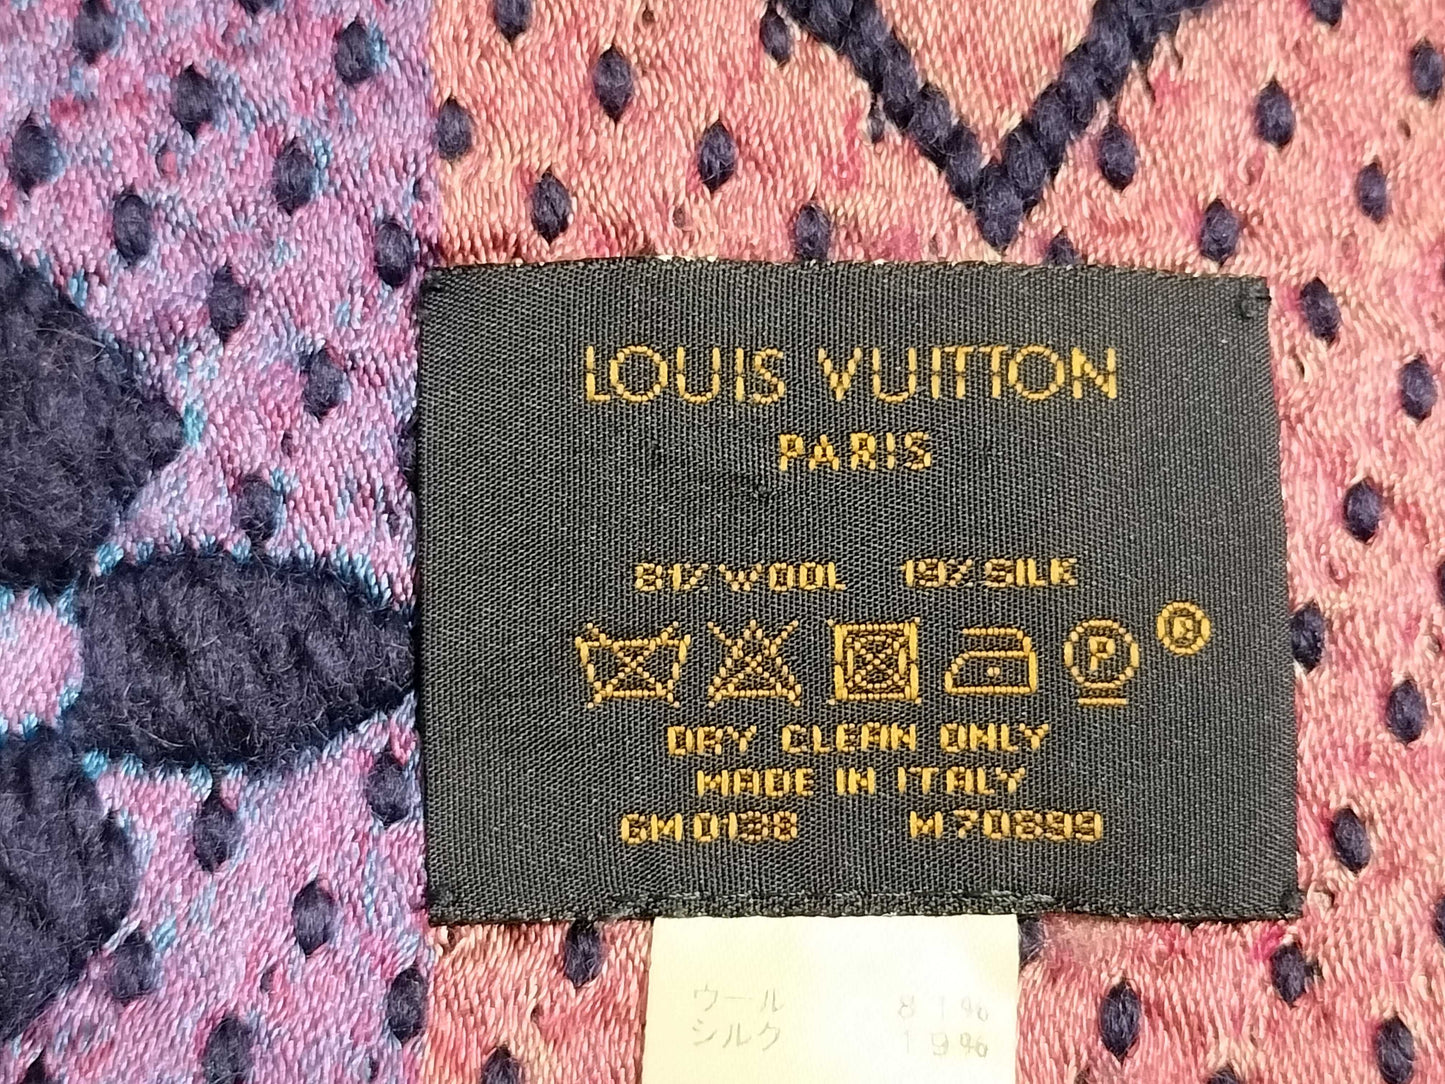 LOUIS VUITTON
PARIS
81% WOOL 19% SILK
P ®
DRY CLEAN ONLY
MADE IN ITALY
GM0138 M70899
ウール 81%
シルク 19%